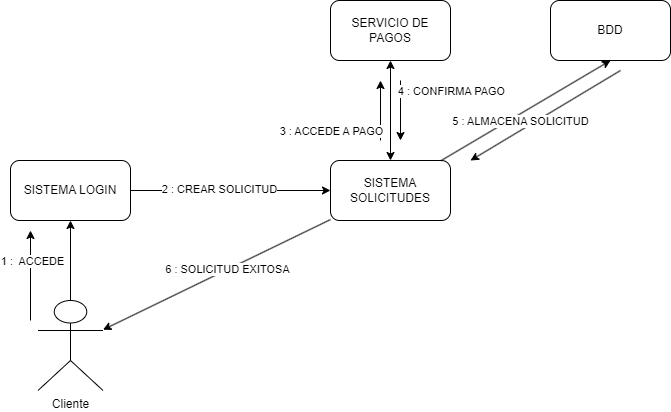 SERVICIO DE
PAGOS
BDD
4 : CONFIRMA PAGO
3 : ACCEDE A PAGO
5 : ALMACENA SOLICITUD
SISTEMA LOGIN
2 : CREAR SOLICITUD
SISTEMA
SOLICITUDES
1 : ACCEDE
6 : SOLICITUD EXITOSA
Cliente